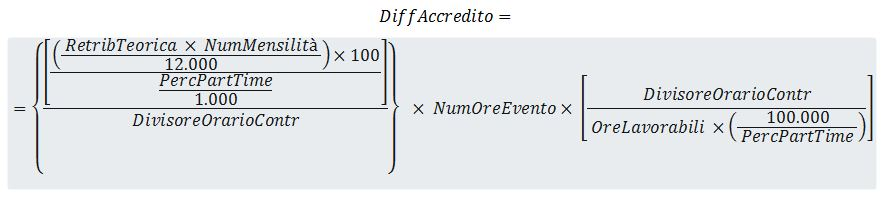 DiffAccredito =
= { [ ( (RetribTeorica × NumMensilità) / 12.000 ) × 100 / ( PercPartTime / 1.000 ) ] / DivisoreOrarioContr } × NumOreEvento × [ DivisoreOrarioContr / ( OreLavorabili × ( 100.000 / PercPartTime ) ) ]